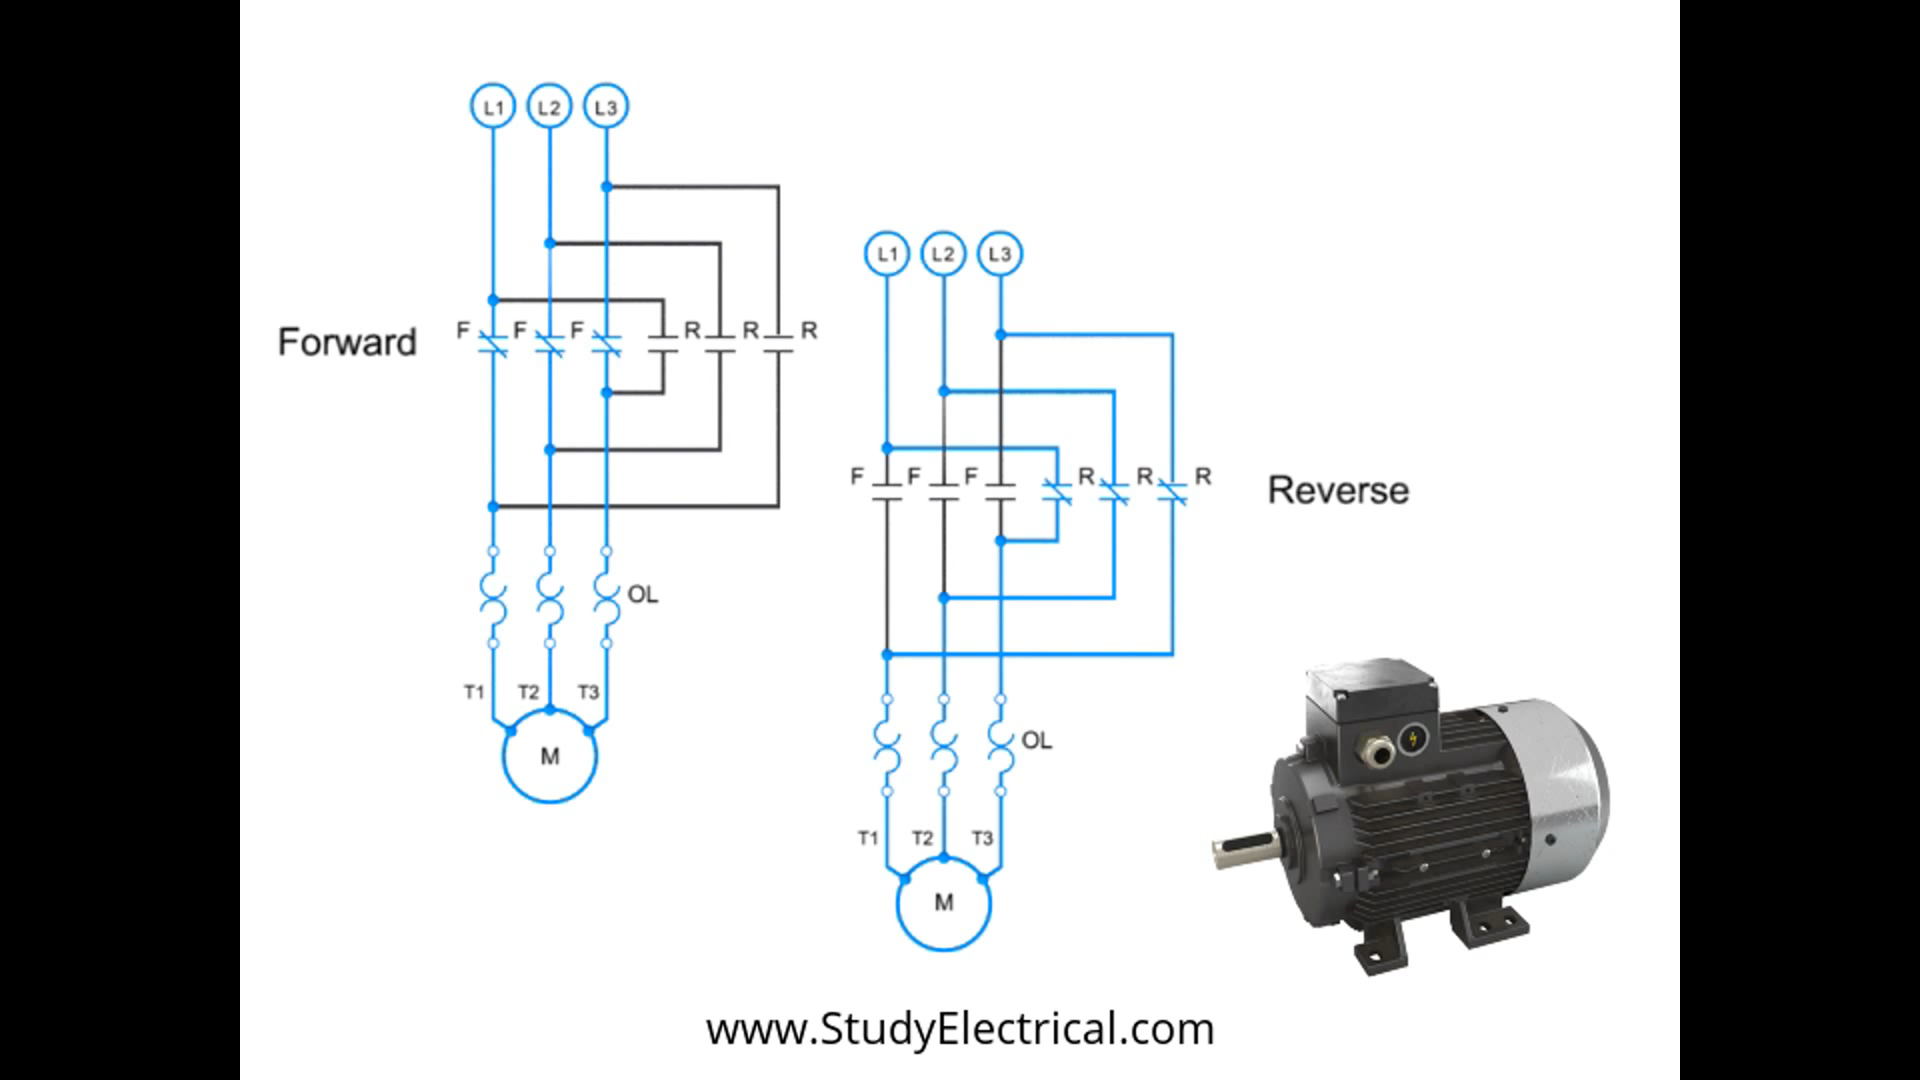 L1 L2 L3
Forward
F F F R R R
OL
T1 T2 T3
M
L1 L2 L3
F F F R R R
Reverse
OL
T1 T2 T3
M
www.StudyElectrical.com